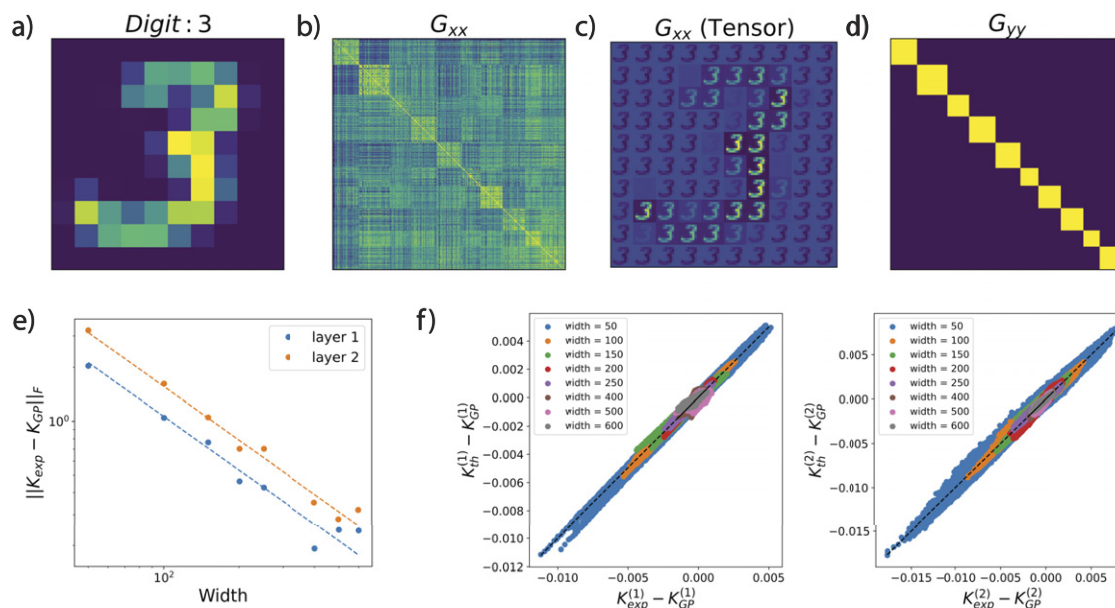 a)
Digit : 3
b)
G_xx
c)
G_xx (Tensor)
d)
G_yy
e)
||K_exp − K_GP||_F
10^0
layer 1
layer 2
10^2
Width
f)
K_th^(1) − K_GP^(1)
0.004
0.002
0.000
−0.002
−0.004
−0.006
−0.008
−0.010
−0.012
width = 50
width = 100
width = 150
width = 200
width = 250
width = 400
width = 500
width = 600
−0.010
−0.005
0.000
0.005
K_exp^(1) − K_GP^(1)
K_th^(2) − K_GP^(2)
0.005
0.000
−0.005
−0.010
−0.015
width = 50
width = 100
width = 150
width = 200
width = 250
width = 400
width = 500
width = 600
−0.015
−0.010
−0.005
0.000
0.005
K_exp^(2) − K_GP^(2)